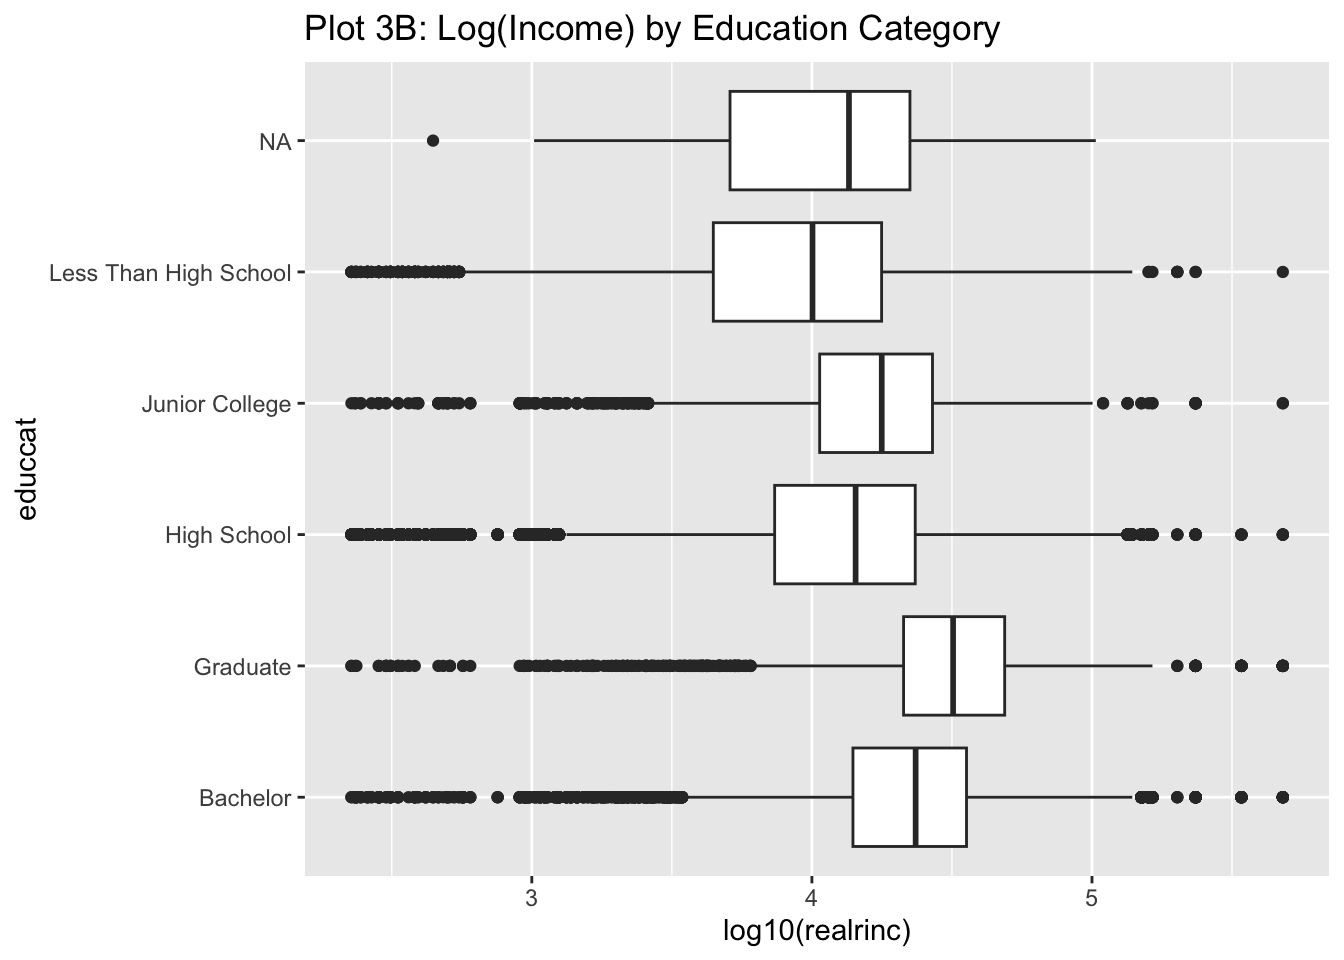 Plot 3B: Log(Income) by Education Category
NA
Less Than High School
Junior College
High School
Graduate
Bachelor
educcat
3 4 5
log10(realrinc)